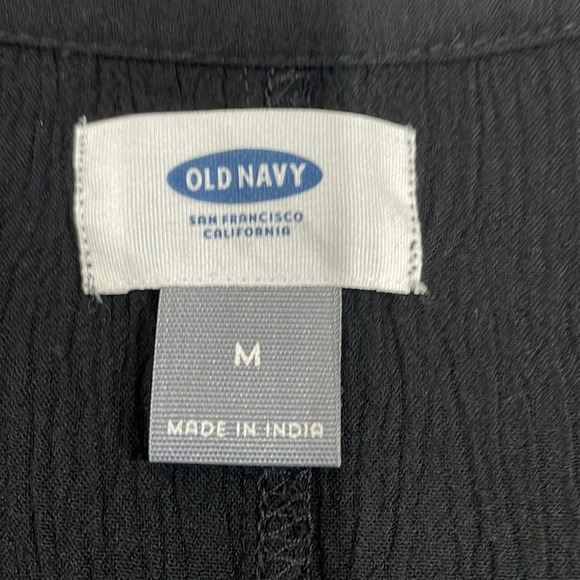 OLD NAVY
SAN FRANCISCO
CALIFORNIA
M
MADE IN INDIA